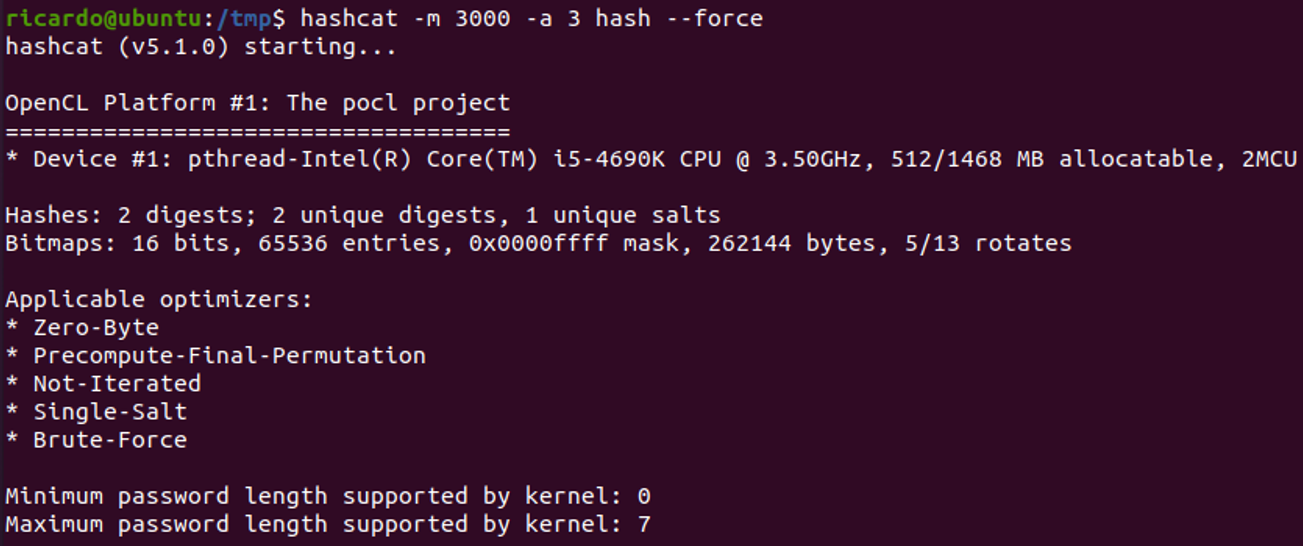 ricardo@ubuntu:/tmp$ hashcat -m 3000 -a 3 hash --force
hashcat (v5.1.0) starting...
OpenCL Platform #1: The pocl project
====================================
* Device #1: pthread-Intel(R) Core(TM) i5-4690K CPU @ 3.50GHz, 512/1468 MB allocatable, 2MCU
Hashes: 2 digests; 2 unique digests, 1 unique salts
Bitmaps: 16 bits, 65536 entries, 0x0000ffff mask, 262144 bytes, 5/13 rotates
Applicable optimizers:
* Zero-Byte
* Precompute-Final-Permutation
* Not-Iterated
* Single-Salt
* Brute-Force
Minimum password length supported by kernel: 0
Maximum password length supported by kernel: 7